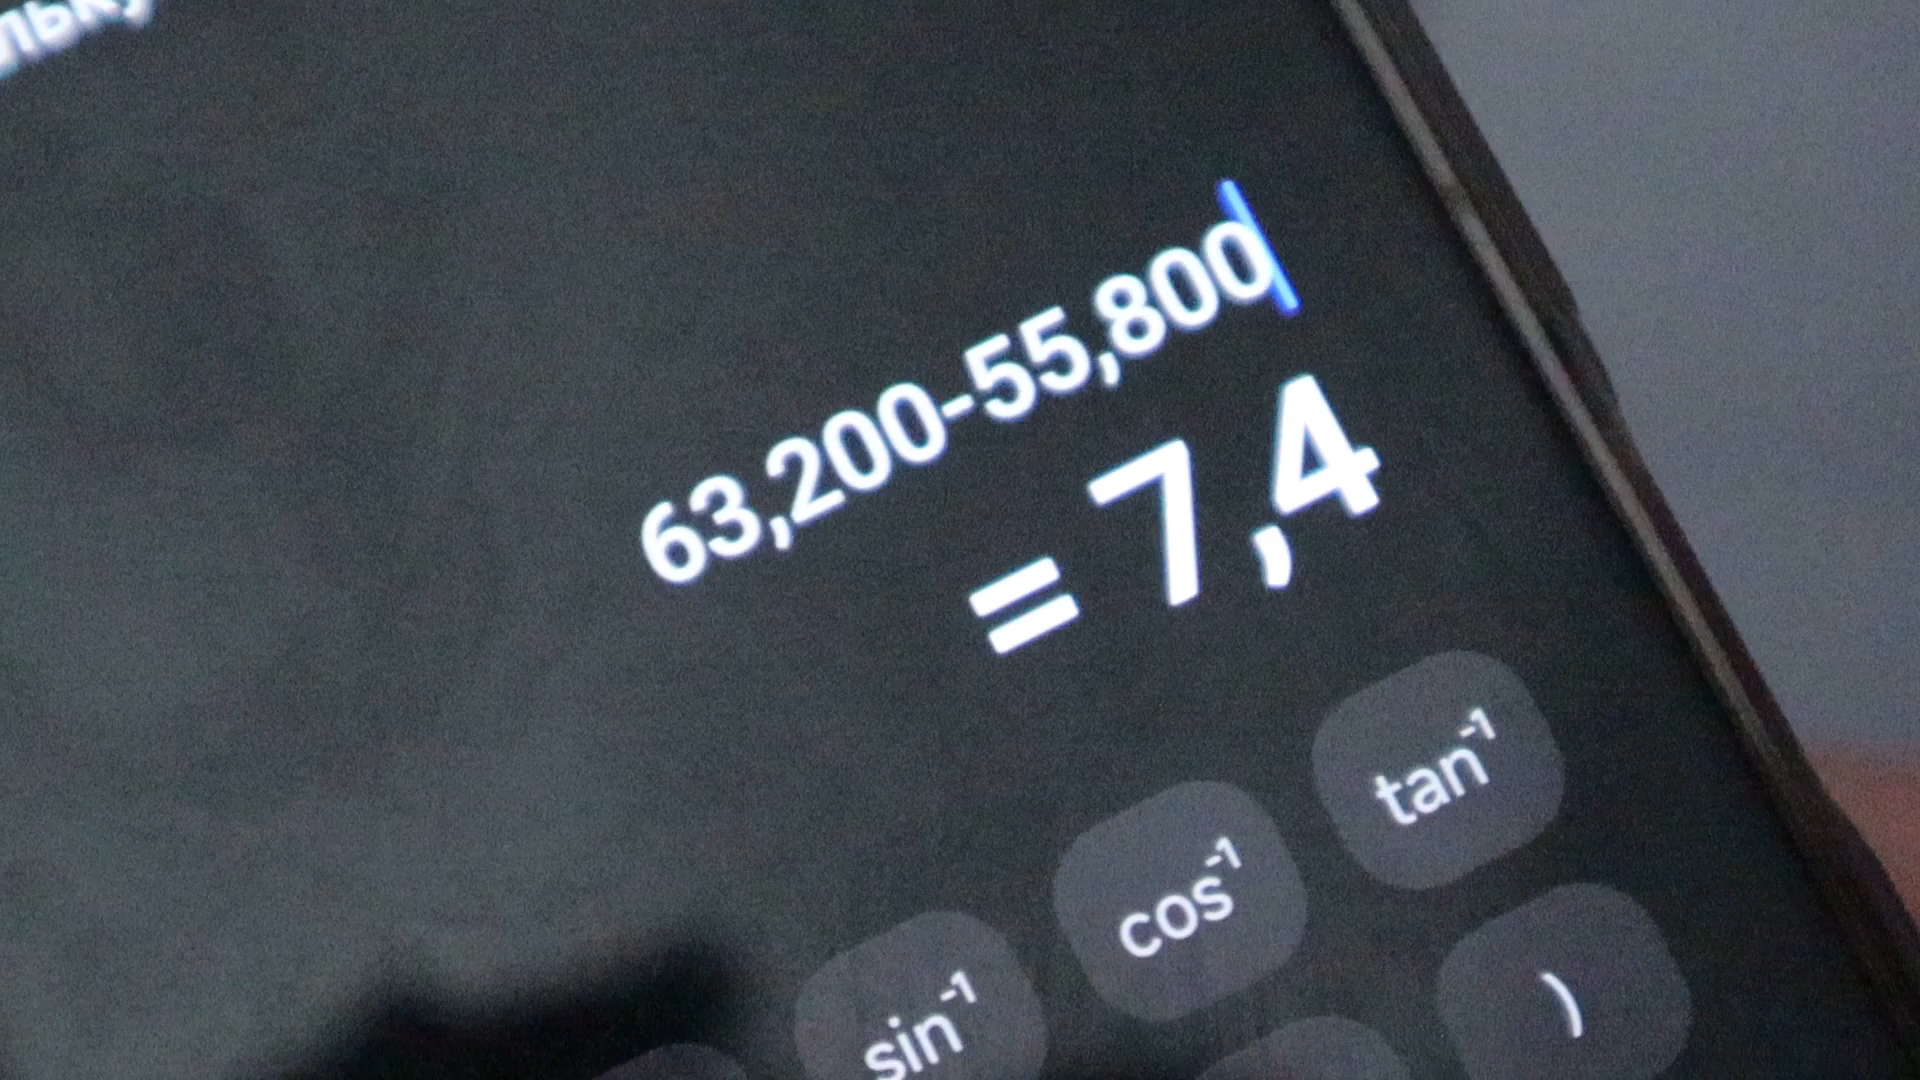 63,200-55,800
= 7,4
tan⁻¹
cos⁻¹
sin⁻¹
)